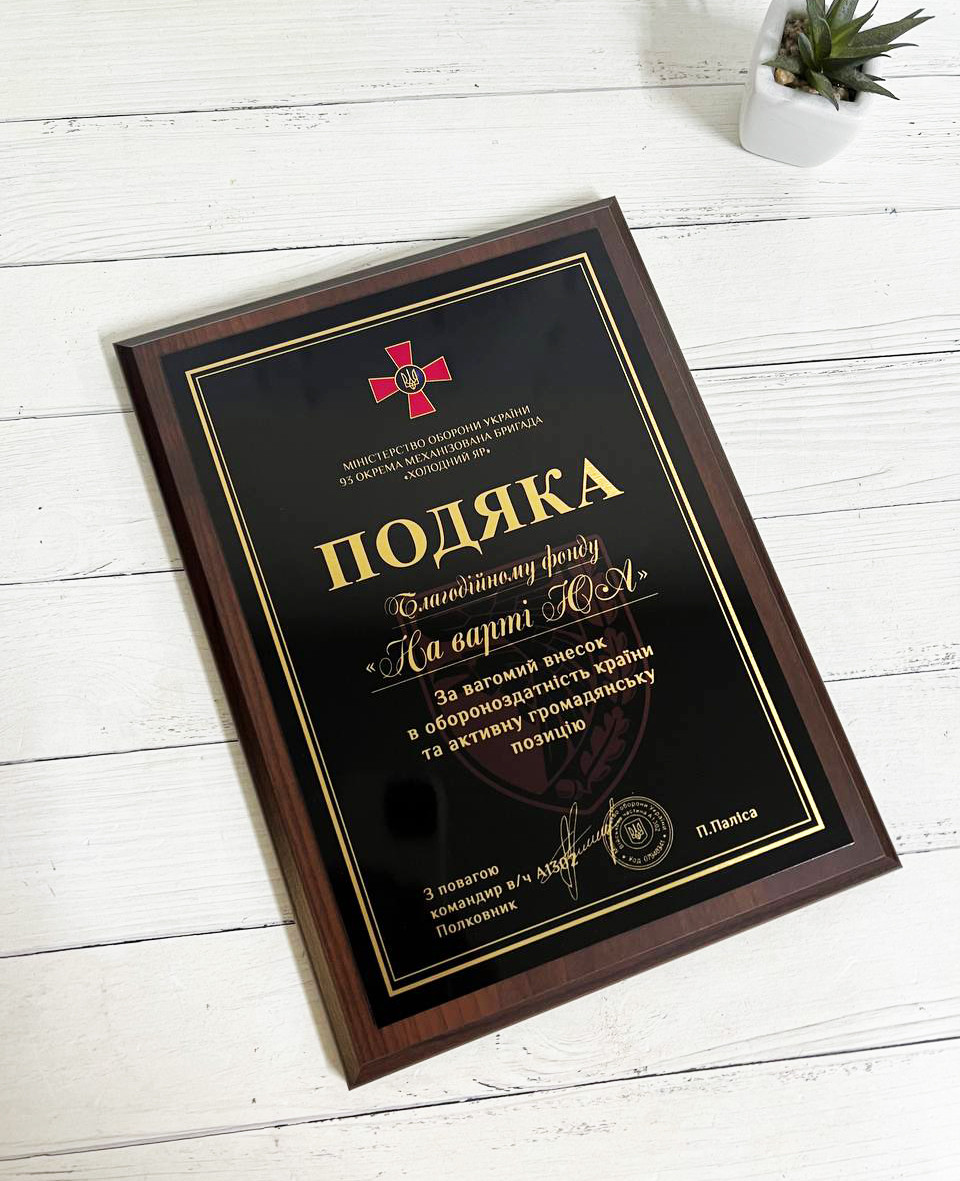 МІНІСТЕРСТВО ОБОРОНИ УКРАЇНИ
93 ОКРЕМА МЕХАНІЗОВАНА БРИГАДА
«ХОЛОДНИЙ ЯР»
ПОДЯКА
Благодійному фонду
«На варті ЮА»
За вагомий внесок
в обороноздатність країни
та активну громадянську
позицію
З повагою
командир в/ч А1302
Полковник
П.Паліса